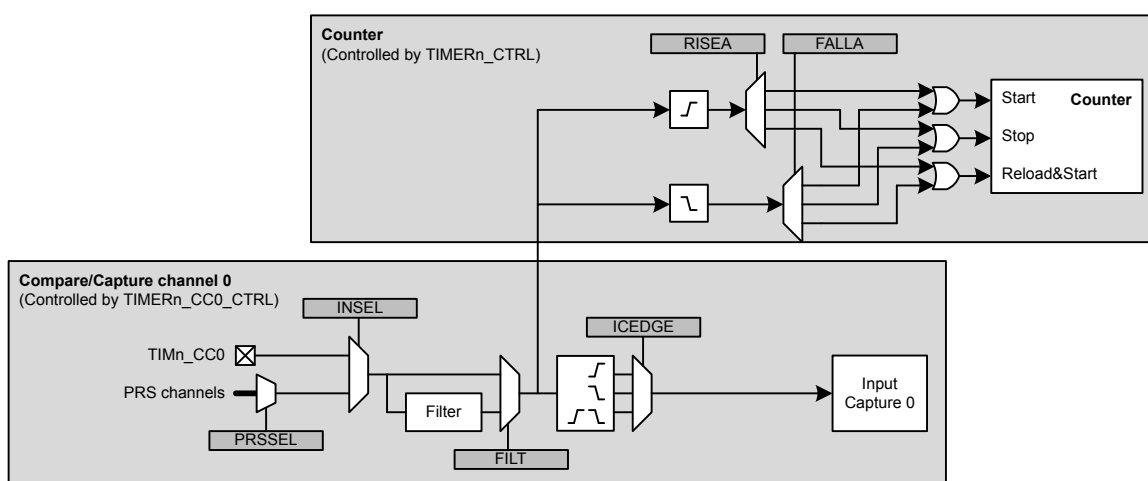 Counter
(Controlled by TIMERn_CTRL)
RISEA
FALLA
Start
Counter
Stop
Reload&Start
Compare/Capture channel 0
(Controlled by TIMERn_CC0_CTRL)
INSEL
ICEDGE
TIMn_CC0
PRS channels
Filter
Input
Capture 0
PRSSEL
FILT